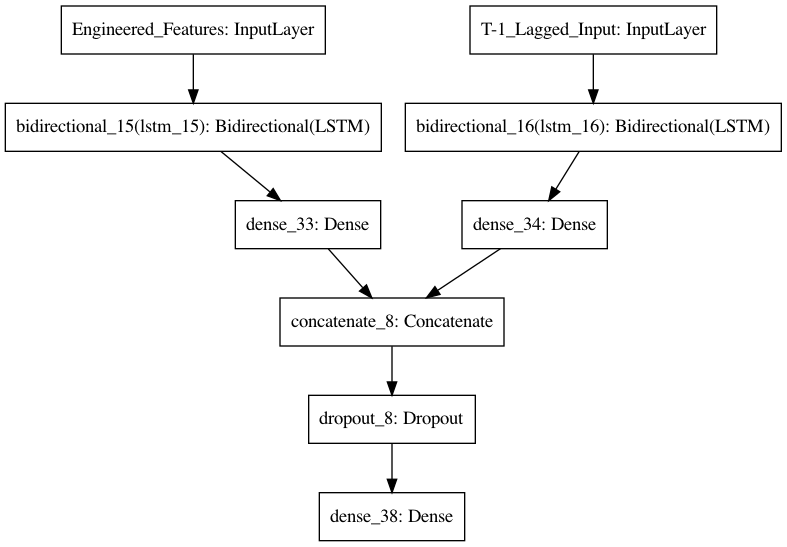 Engineered_Features: InputLayer
T-1_Lagged_Input: InputLayer
bidirectional_15(lstm_15): Bidirectional(LSTM)
bidirectional_16(lstm_16): Bidirectional(LSTM)
dense_33: Dense
dense_34: Dense
concatenate_8: Concatenate
dropout_8: Dropout
dense_38: Dense